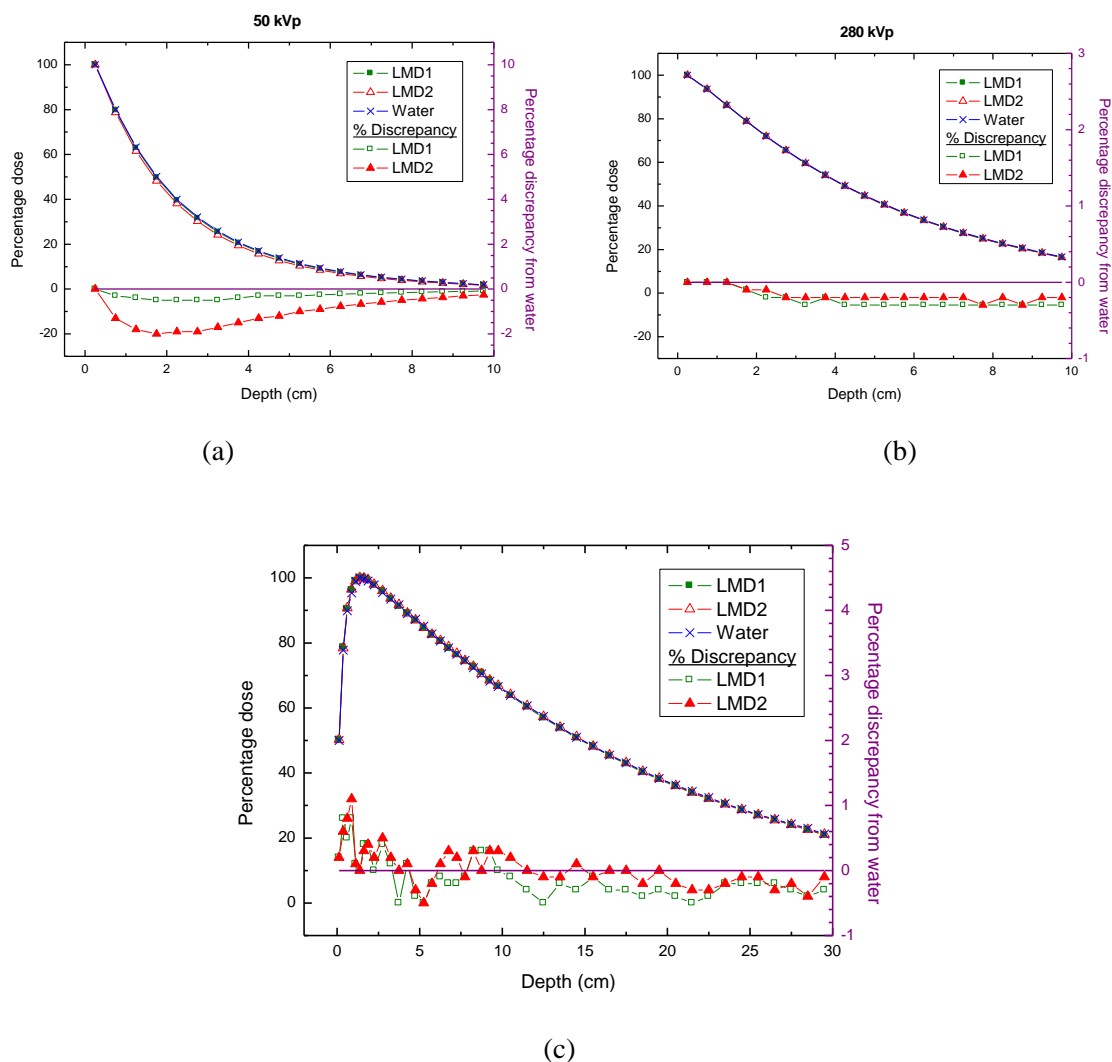 50 kVp
100
80
60
40
20
0
-20
Percentage dose
LMD1
LMD2
Water
% Discrepancy
LMD1
LMD2
10
8
6
4
2
0
-2
Percentage discrepancy from water
0 2 4 6 8 10
Depth (cm)
(a)
280 kVp
100
80
60
40
20
0
-20
Percentage dose
LMD1
LMD2
Water
% Discrepancy
LMD1
LMD2
3
2
1
0
-1
Percentage discrepancy from water
0 2 4 6 8 10
Depth (cm)
(b)
100
80
60
40
20
0
Percentage dose
LMD1
LMD2
Water
% Discrepancy
LMD1
LMD2
5
4
3
2
1
0
-1
Percentage discrepancy from water
0 5 10 15 20 25 30
Depth (cm)
(c)